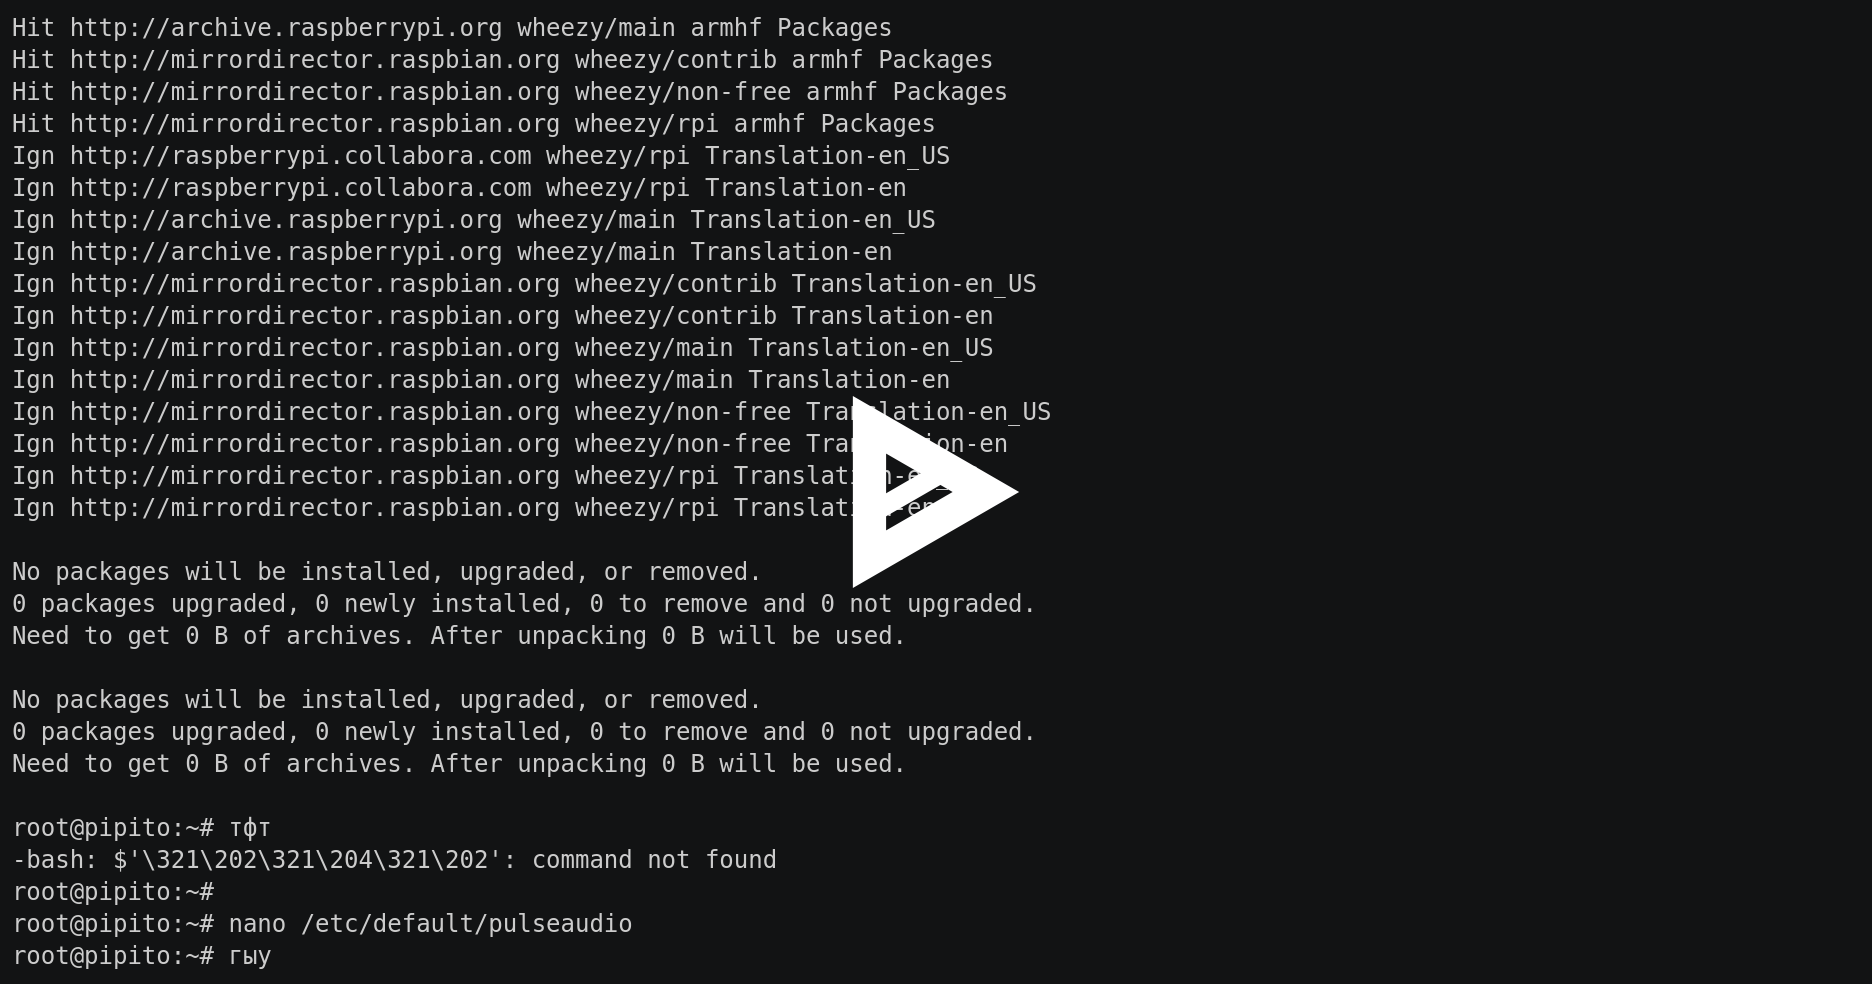 Hit http://archive.raspberrypi.org wheezy/main armhf Packages
Hit http://mirrordirector.raspbian.org wheezy/contrib armhf Packages
Hit http://mirrordirector.raspbian.org wheezy/non-free armhf Packages
Hit http://mirrordirector.raspbian.org wheezy/rpi armhf Packages
Ign http://raspberrypi.collabora.com wheezy/rpi Translation-en_US
Ign http://raspberrypi.collabora.com wheezy/rpi Translation-en
Ign http://archive.raspberrypi.org wheezy/main Translation-en_US
Ign http://archive.raspberrypi.org wheezy/main Translation-en
Ign http://mirrordirector.raspbian.org wheezy/contrib Translation-en_US
Ign http://mirrordirector.raspbian.org wheezy/contrib Translation-en
Ign http://mirrordirector.raspbian.org wheezy/main Translation-en_US
Ign http://mirrordirector.raspbian.org wheezy/main Translation-en
Ign http://mirrordirector.raspbian.org wheezy/non-free Translation-en_US
Ign http://mirrordirector.raspbian.org wheezy/non-free Translation-en
Ign http://mirrordirector.raspbian.org wheezy/rpi
Ign http://mirrordirector.raspbian.org wheezy/rpi Translation-en
No packages will be installed, upgraded, or removed.
0 packages upgraded, 0 newly installed, 0 to remove and 0 not upgraded.
Need to get 0 B of archives. After unpacking 0 B will be used.
No packages will be installed, upgraded, or removed.
0 packages upgraded, 0 newly installed, 0 to remove and 0 not upgraded.
Need to get 0 B of archives. After unpacking 0 B will be used.
root@pipito:~# тфт
-bash: $'\321\202\321\204\321\202': command not found
root@pipito:~#
root@pipito:~# nano /etc/default/pulseaudio
root@pipito:~# гыу